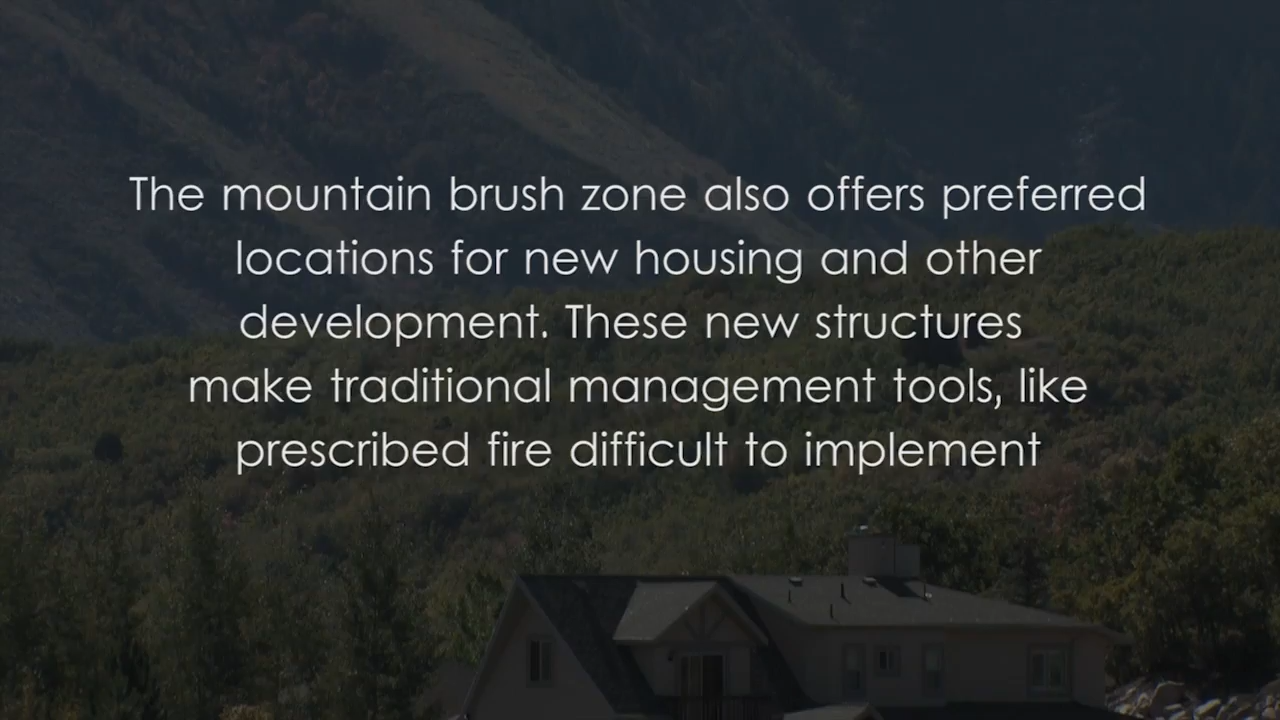 The mountain brush zone also offers preferred
locations for new housing and other
development. These new structures
make traditional management tools, like
prescribed fire difficult to implement